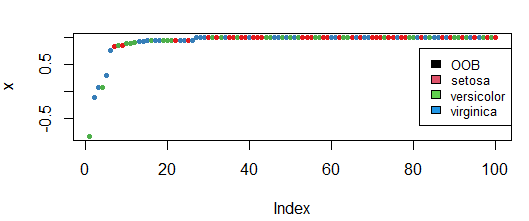 0.5
-0.5
x
OOB
setosa
versicolor
virginica
0 20 40 60 80 100
Index